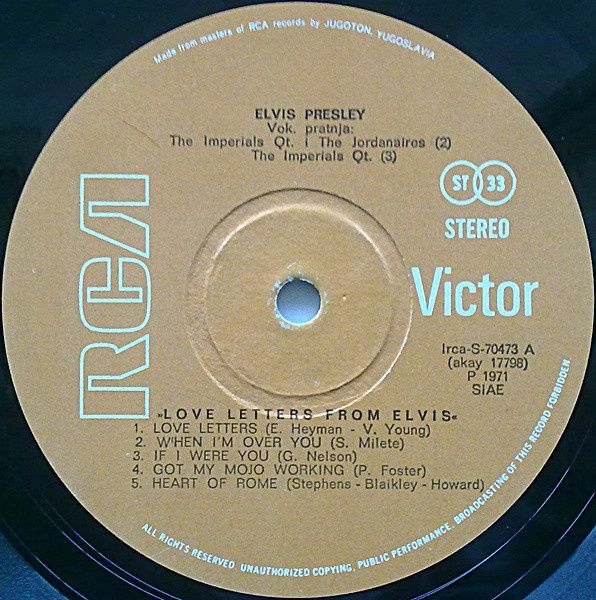 Made from masters of RCA records by JUGOTON, YUGOSLAVIA
ELVIS PRESLEY
Vok. pratnja:
The Imperials Qt. i The Jordanaires (2)
The Imperials Qt. (3)
RCA
ST 33
STEREO
Victor
lrca-S-70473 A
(akay 17798)
P 1971
SIAE
»LOVE LETTERS FROM ELVIS«
1. LOVE LETTERS (E. Heyman - V. Young)
2. W'HEN I'M OVER YOU (S. Milete)
3. IF I WERE YOU (G. Nelson)
4. GOT MY MOJO WORKING (P. Foster)
5. HEART OF ROME (Stephens - Blaikley - Howard)
ALL RIGHTS RESERVED. UNAUTHORIZED COPYING, PUBLIC PERFORMANCE, BROADCASTING OF THIS RECORD FORBIDDEN.